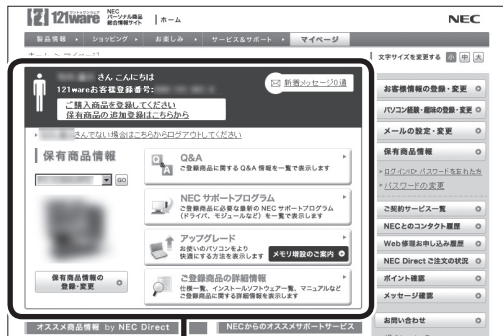 121ware NEC パーソナル商品 総合情報サイト ホーム NEC
製品情報 ショッピング お楽しみ サービス&サポート マイページ
文字サイズを変更する 小 中 大
さん こんにちは
121wareお客様登録番号:
新着メッセージ0通
ご購入商品を登録してください
保有商品の追加登録はこちらから
さんでない場合はこちらからログアウトしてください
保有商品情報
GO
保有商品情報の
登録・変更
Q&A
ご登録商品に関するQ&A 情報を一覧で表示します
NEC サポートプログラム
ご登録商品に必要な最新の NEC サポートプログラム
(ドライバ、モジュールなど) を一覧で表示します
アップグレード
お使いのパソコンをより
快適にする方法を表示します
メモリ増設のご案内
ご登録商品の詳細情報
仕様一覧、インストールソフトウェア一覧、マニュアルなど
ご登録商品に関する詳細情報を表示します
オススメ商品情報 by NEC Direct
NECからのオススメサポートサービス
お客様情報の登録・変更
パソコン経験・趣味の登録・変更
メールの設定・変更
保有商品情報
ログインID・パスワードを忘れた方
パスワードの変更
ご契約サービス一覧
NECとのコンタクト履歴
Web修理お申し込み履歴
NEC Direct ご注文の状況
ポイント確認
メッセージ確認
お問い合わせ